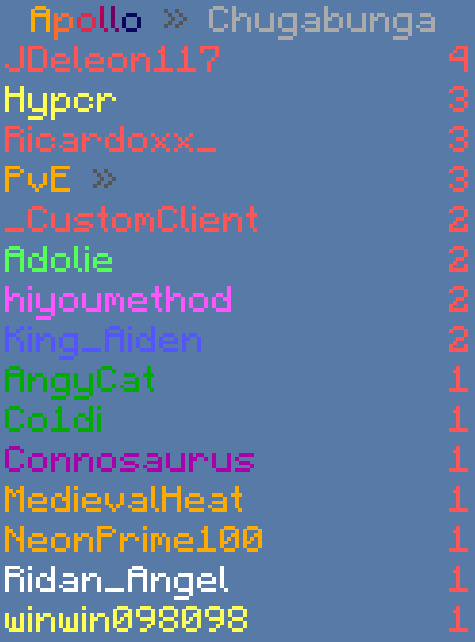 Apollo » Chugabunga
JDeleon117 4
Hypcr 3
Ricardoxx_ 3
PvE » 3
_CustomClient 2
Adolie 2
hiyoumethod 2
King_Aiden 2
AngyCat 1
Co1di 1
Connosaurus 1
MedievalHeat 1
NeonPrime100 1
Ridan_Angel 1
winwin098098 1